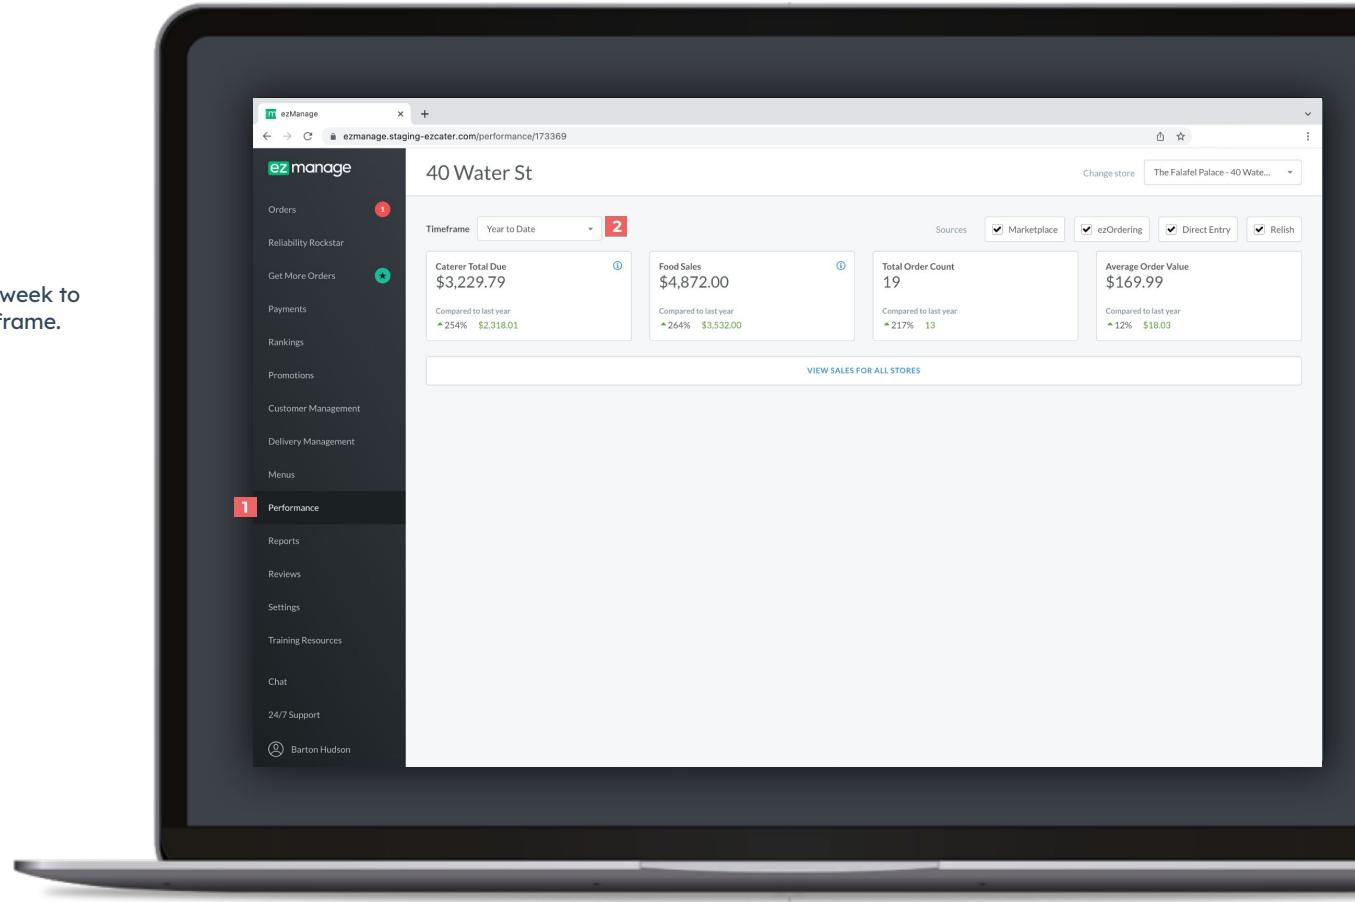 week to
frame.
ezManage
ezmanage.staging-ezcater.com/performance/173369
ez manage
40 Water St
Change store The Falafel Palace - 40 Wate...
Orders 1
Reliability Rockstar
Get More Orders
Payments
Rankings
Promotions
Customer Management
Delivery Management
Menus
1 Performance
Reports
Reviews
Settings
Training Resources
Chat
24/7 Support
Barton Hudson
Timeframe Year to Date 2 Sources Marketplace ezOrdering Direct Entry Relish
Caterer Total Due
$3,229.79
Compared to last year
254% $2,318.01
Food Sales
$4,872.00
Compared to last year
264% $3,532.00
Total Order Count
19
Compared to last year
217% 13
Average Order Value
$169.99
Compared to last year
12% $18.03
VIEW SALES FOR ALL STORES